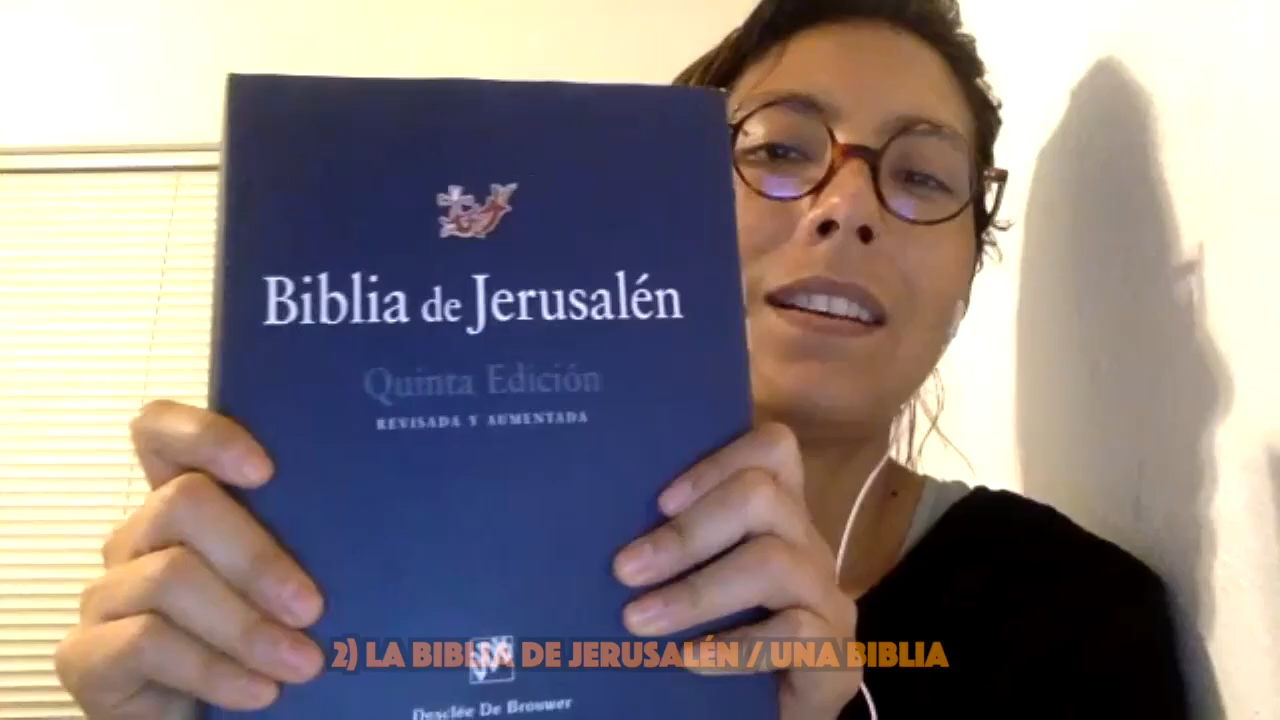 Biblia de Jerusalén
Quinta Edición
REVISADA Y AUMENTADA
2) LA BIBLIA DE JERUSALÉN / UNA BIBLIA
Desclée De Brouwer